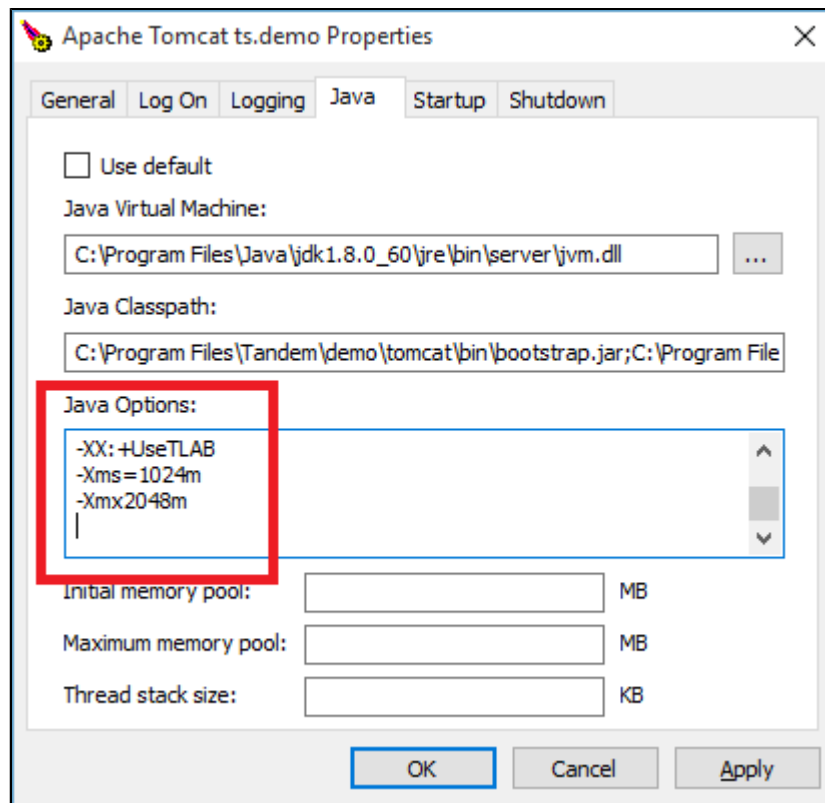 Apache Tomcat ts.demo Properties
General Log On Logging Java Startup Shutdown
Use default
Java Virtual Machine:
C:\Program Files\Java\jdk1.8.0_60\jre\bin\server\jvm.dll ...
Java Classpath:
C:\Program Files\Tandem\demo\tomcat\bin\bootstrap.jar;C:\Program File
Java Options:
-XX:+UseTLAB
-Xms=1024m
-Xmx2048m
Initial memory pool: MB
Maximum memory pool: MB
Thread stack size: KB
OK Cancel Apply